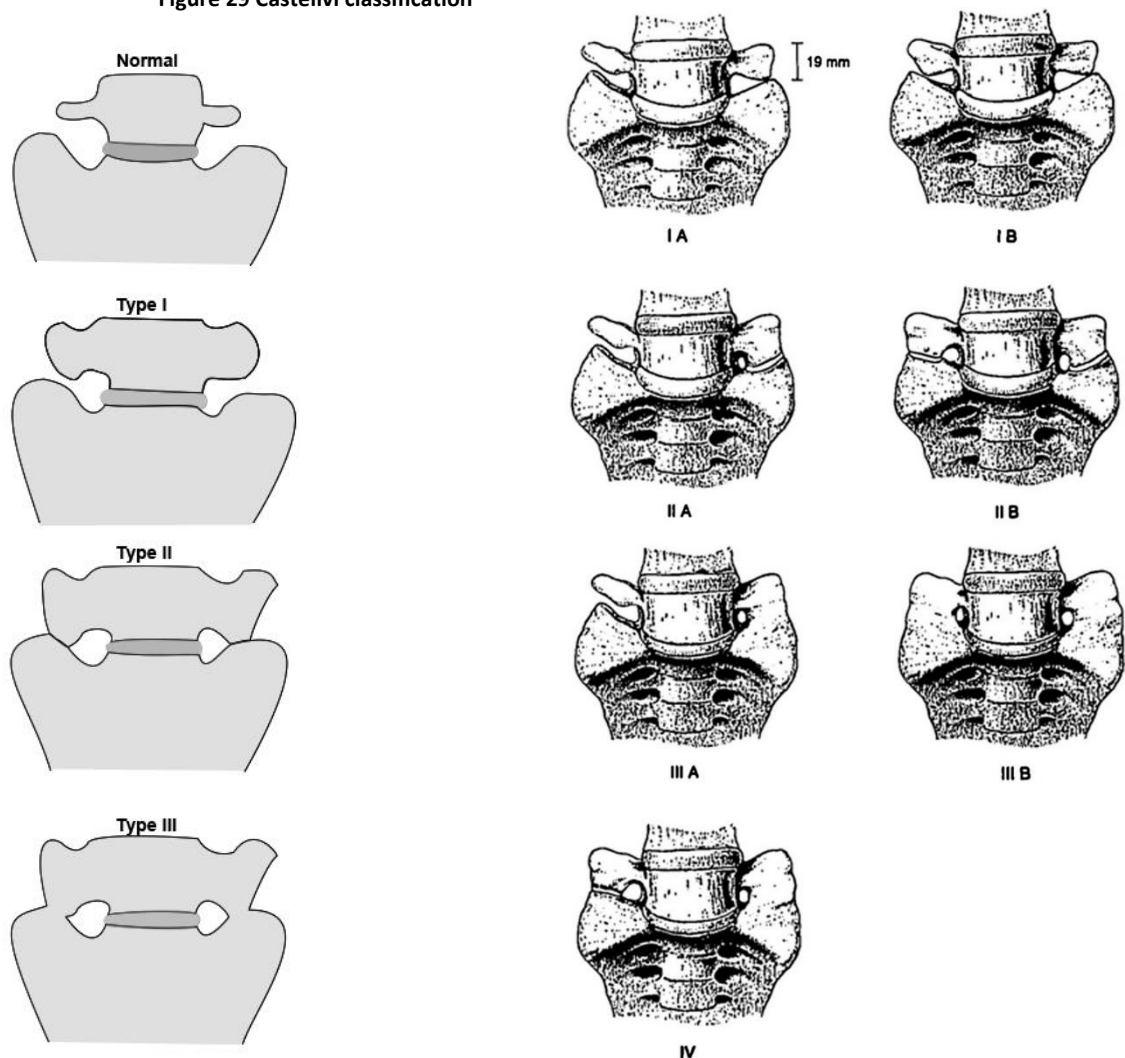 Figure 29 Castellvi classification
Normal
19 mm
I A
I B
Type I
II A
II B
Type II
III A
III B
Type III
IV